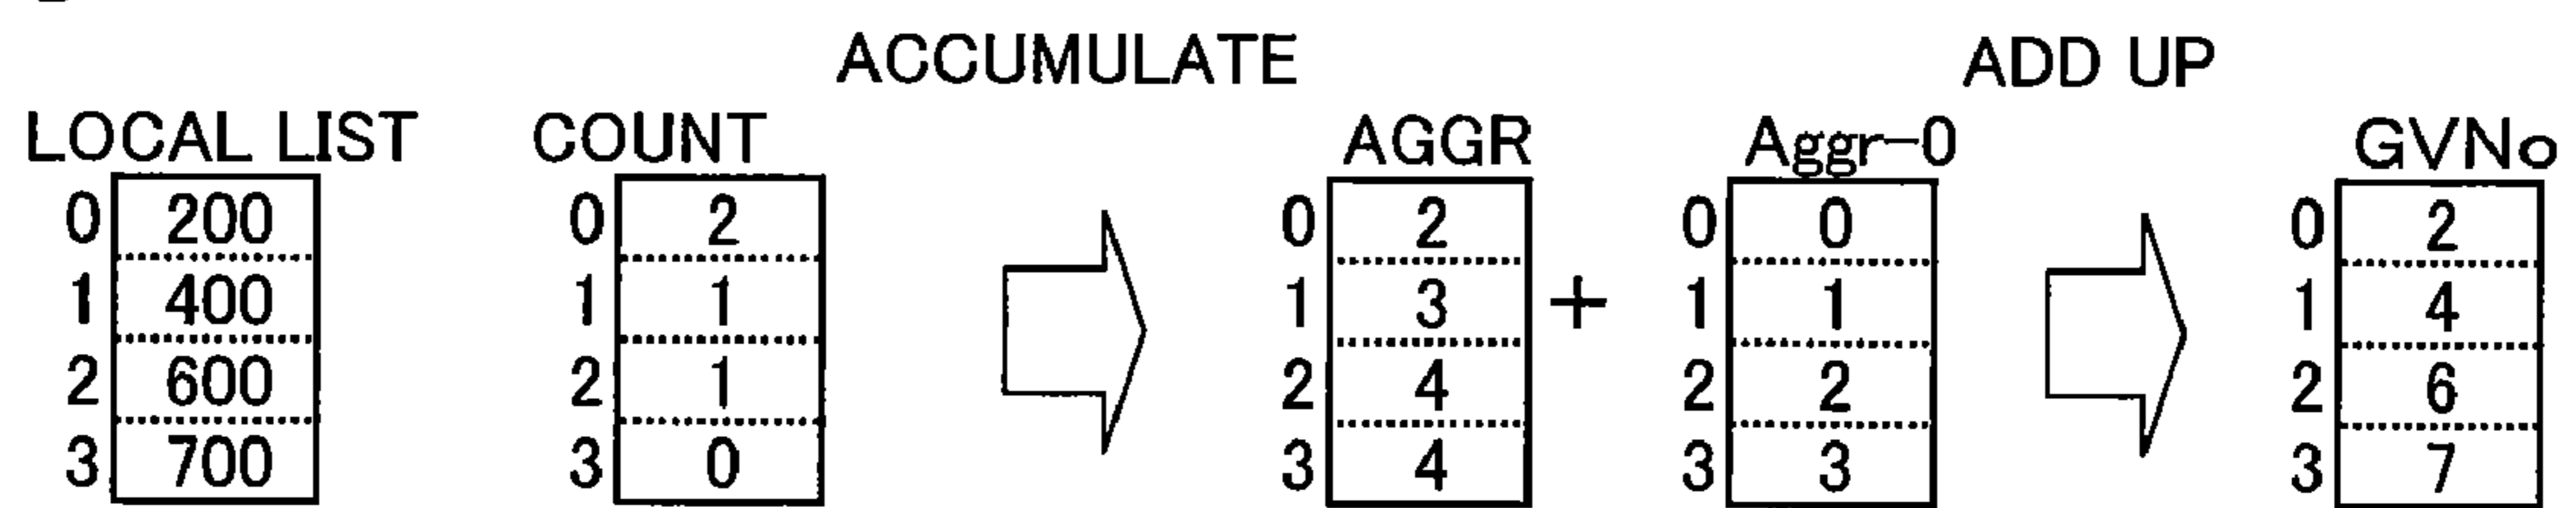 ACCUMULATE ADD UP
LOCAL LIST COUNT AGGR Aggr-0 GVNo
0 200 0 2 0 2 0 0 0 2
1 400 1 1 1 3 + 1 1 1 4
2 600 2 1 2 4 2 2 2 6
3 700 3 0 3 4 3 3 3 7